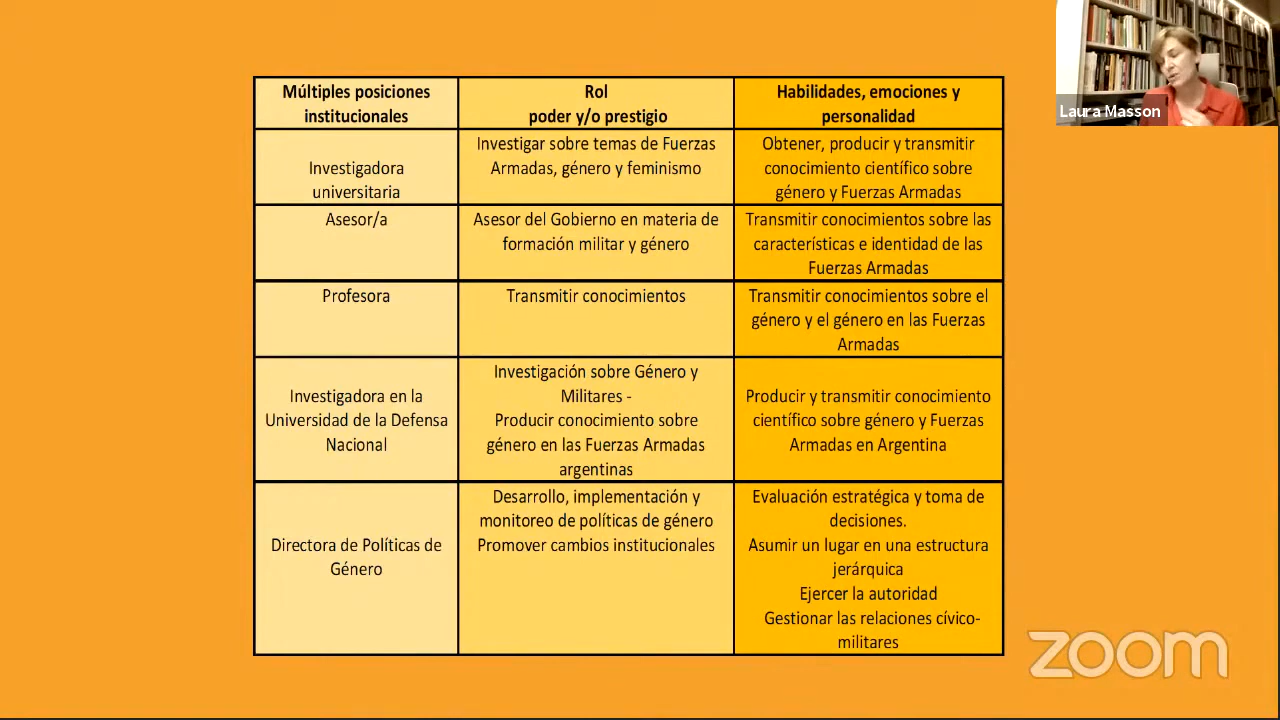 Laura Masson
Múltiples posiciones
institucionales
Rol
poder y/o prestigio
Habilidades, emociones y
personalidad
Investigadora
universitaria
Investigar sobre temas de Fuerzas
Armadas, género y feminismo
Obtener, producir y transmitir
conocimiento científico sobre
género y Fuerzas Armadas
Asesor/a
Asesor del Gobierno en materia de
formación militar y género
Transmitir conocimientos sobre las
características e identidad de las
Fuerzas Armadas
Profesora
Transmitir conocimientos
Transmitir conocimientos sobre el
género y el género en las Fuerzas
Armadas
Investigadora en la
Universidad de la Defensa
Nacional
Investigación sobre Género y
Militares -
Producir conocimiento sobre
género en las Fuerzas Armadas
argentinas
Producir y transmitir conocimiento
científico sobre género y Fuerzas
Armadas en Argentina
Directora de Políticas de
Género
Desarrollo, implementación y
monitoreo de políticas de género
Promover cambios institucionales
Evaluación estratégica y toma de
decisiones.
Asumir un lugar en una estructura
jerárquica
Ejercer la autoridad
Gestionar las relaciones cívico-
militares
zoom